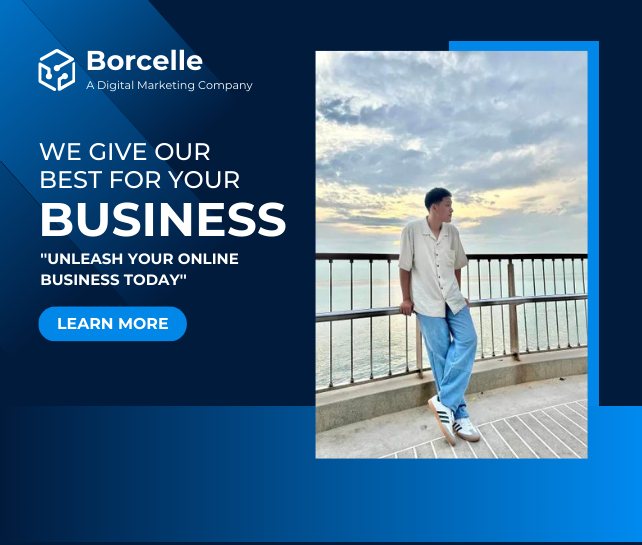 Borcelle
A Digital Marketing Company
WE GIVE OUR
BEST FOR YOUR
BUSINESS
"UNLEASH YOUR ONLINE
BUSINESS TODAY"
LEARN MORE